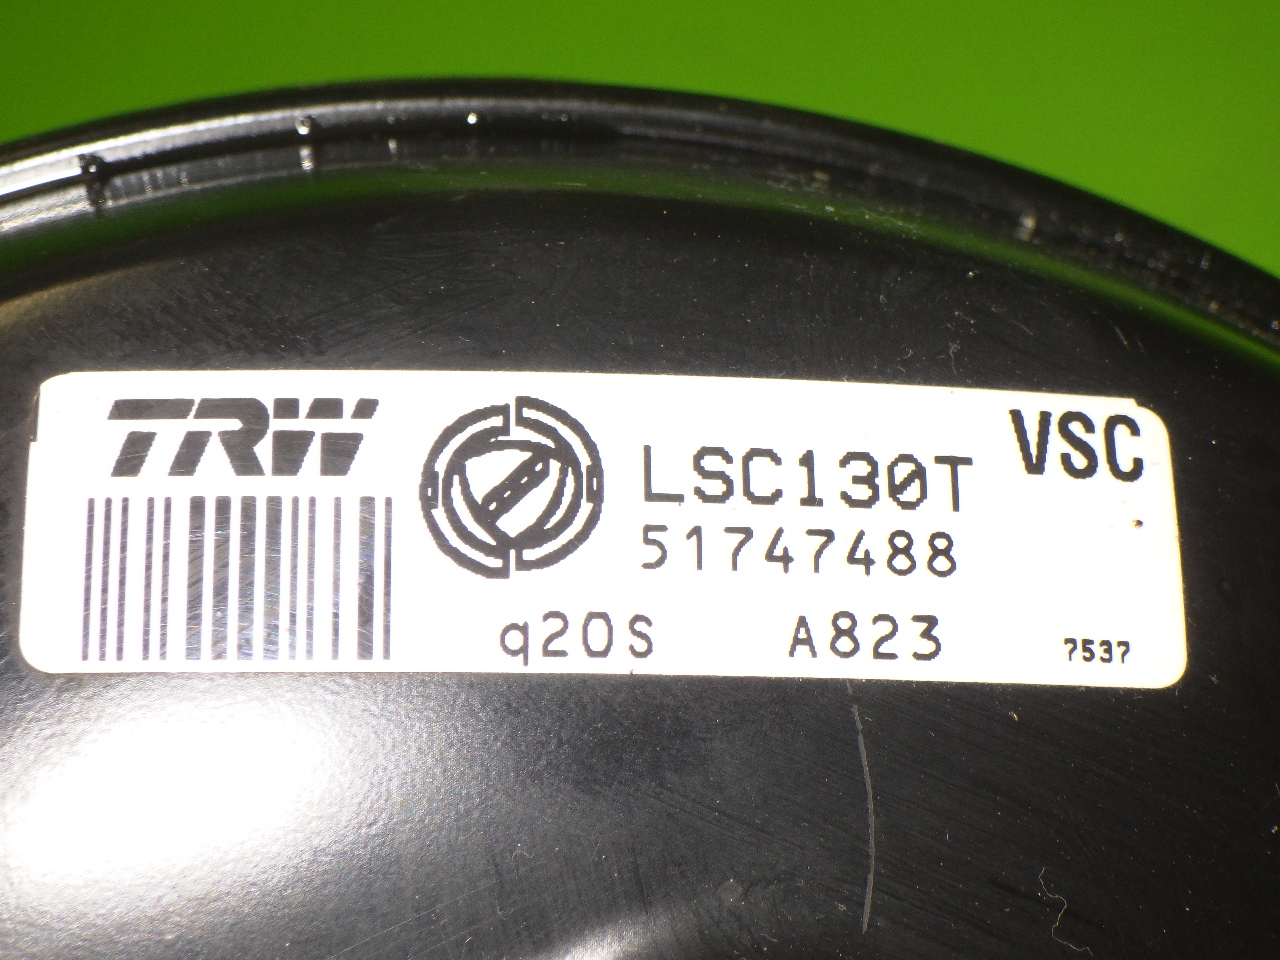 TRW
LSC130T
VSC
51747488
q20S A823
7537